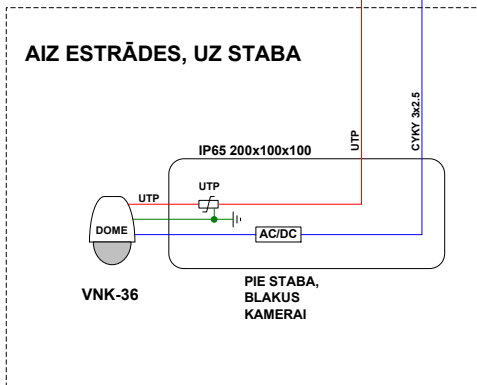 AIZ ESTRĀDES, UZ STABA
UTP
CYKY 3x2.5
IP65 200x100x100
UTP
UTP
DOME
AC/DC
VNK-36
PIE STABA,
BLAKUS
KAMERAI